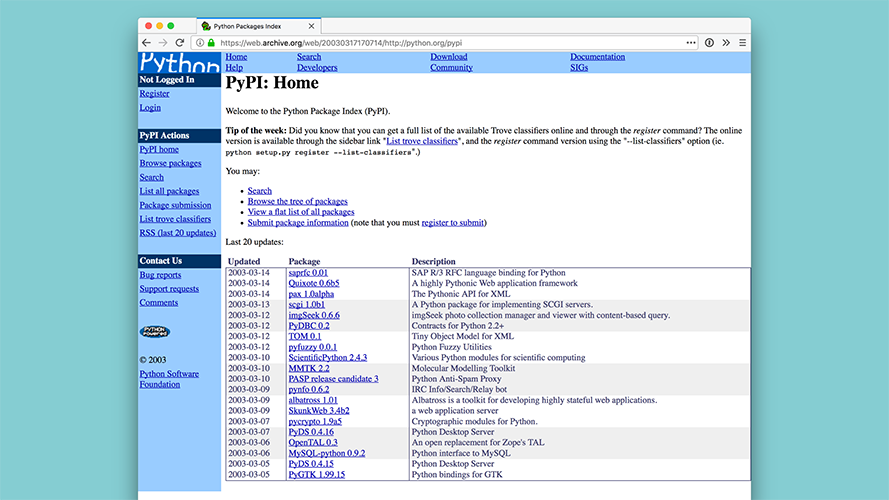 Python Packages Index
https://web.archive.org/web/20030317170714/http://python.org/pypi
python
Home Search Download Documentation
Help Developers Community SIGs
Not Logged In
Register
Login
PyPI Actions
PyPI home
Browse packages
Search
List all packages
Package submission
List trove classifiers
RSS (last 20 updates)
Contact Us
Bug reports
Support requests
Comments
PYTHON
POWERED
© 2003
Python Software
Foundation
PyPI: Home
Welcome to the Python Package Index (PyPI).
Tip of the week: Did you know that you can get a full list of the available Trove classifiers online and through the register command? The online
version is available through the sidebar link "List trove classifiers", and the register command version using the "--list-classifiers" option (ie.
python setup.py register --list-classifiers".)
You may:
• Search
• Browse the tree of packages
• View a flat list of all packages
• Submit package information (note that you must register to submit)
Last 20 updates:
Updated Package Description
2003-03-14 saprfc 0.01 SAP R/3 RFC language binding for Python
2003-03-14 Quixote 0.6b5 A highly Pythonic Web application framework
2003-03-14 pax 1.0alpha The Pythonic API for XML
2003-03-13 scgi 1.0b1 A Python package for implementing SCGI servers.
2003-03-12 imgSeek 0.6.6 imgSeek photo collection manager and viewer with content-based query.
2003-03-12 PyDBC 0.2 Contracts for Python 2.2+
2003-03-12 TOM 0.1 Tiny Object Model for XML
2003-03-12 pyfuzzy 0.0.1 Python Fuzzy Utilities
2003-03-10 ScientificPython 2.4.3 Various Python modules for scientific computing
2003-03-10 MMTK 2.2 Molecular Modelling Toolkit
2003-03-10 PASP release candidate 3 Python Anti-Spam Proxy
2003-03-10 pynfo 0.6.2 IRC Info/Search/Relay bot
2003-03-09 albatross 1.01 Albatross is a toolkit for developing highly stateful web applications.
2003-03-09 SkunkWeb 3.4b2 a web application server
2003-03-07 pycrypto 1.9a5 Cryptographic modules for Python.
2003-03-07 PyDS 0.4.16 Python Desktop Server
2003-03-06 OpenTAL 0.3 An open replacement for Zope's TAL
2003-03-06 MySQL-python 0.9.2 Python interface to MySQL
2003-03-05 PyDS 0.4.15 Python Desktop Server
2003-03-05 PyGTK 1.99.15 Python bindings for GTK